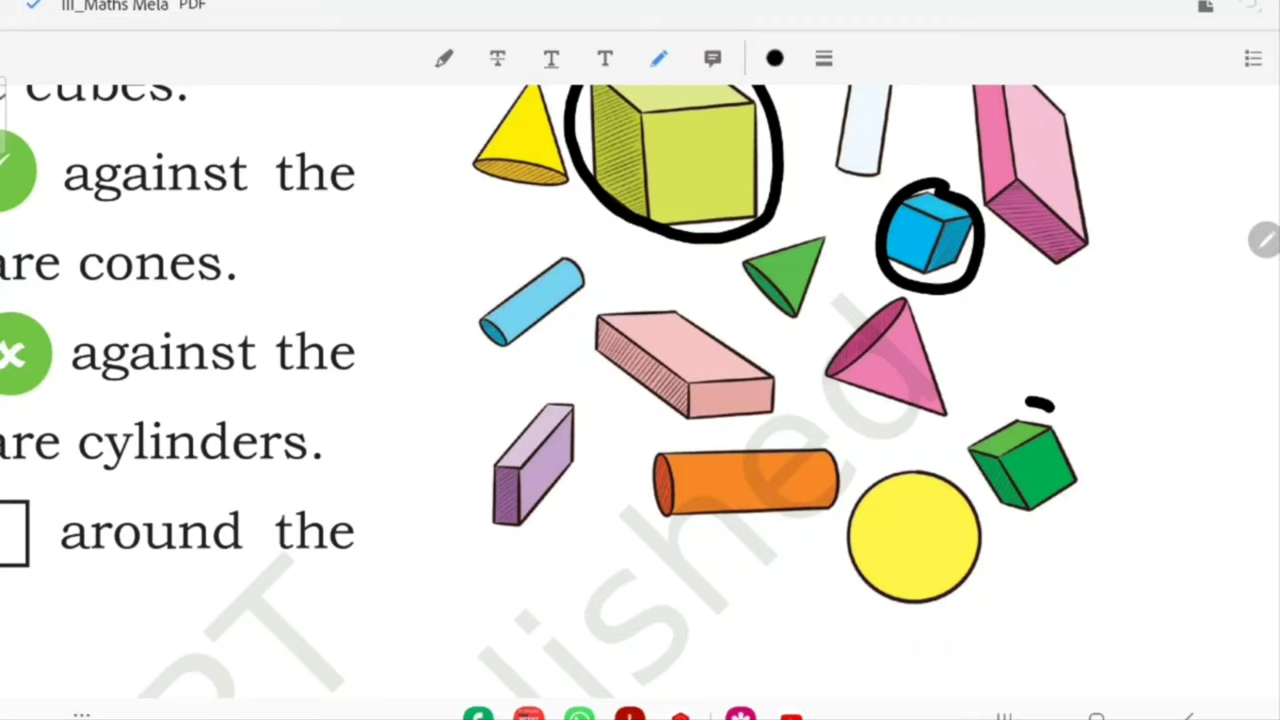 III_Maths Mela PDF
cubes.
against the
are cones.
against the
are cylinders.
around the